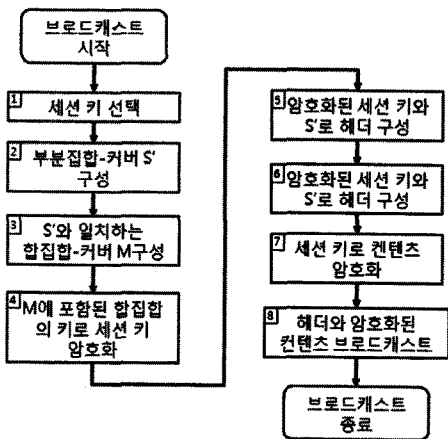 브로드캐스트
시작
1
세션 키 선택
2
부분집합-커버 S'
구성
3
S'와 일치하는
합집합-커버 M구성
4
M에 포함된 합집합
의 키로 세션 키
암호화
5
암호화된 세션 키와
S'로 헤더 구성
6
암호화된 세션 키와
S'로 헤더 구성
7
세션 키로 컨텐츠
암호화
8
헤더와 암호화된
컨텐츠 브로드캐스트
브로드캐스트
종료